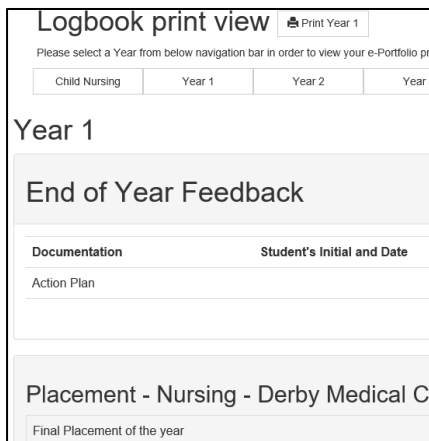 Logbook print view Print Year 1
Please select a Year from below navigation bar in order to view your e-Portfolio
Child Nursing Year 1 Year 2 Year
Year 1
End of Year Feedback
Documentation Student's Initial and Date
Action Plan
Placement - Nursing - Derby Medical
Final Placement of the year